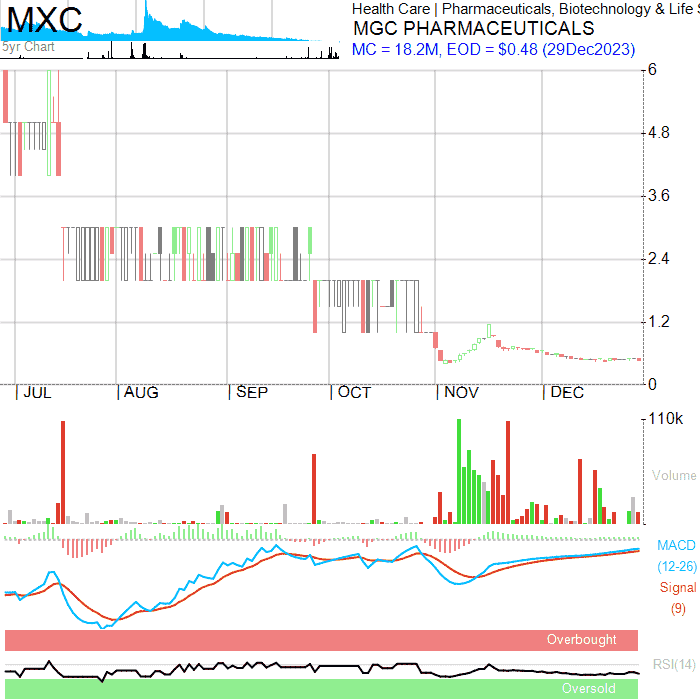 MXC
5yr Chart
Health Care | Pharmaceuticals, Biotechnology & Life
MGC PHARMACEUTICALS
MC = 18.2M, EOD = $0.48 (29Dec2023)
6
4.8
3.6
2.4
1.2
0
| JUL | AUG | SEP | OCT | NOV | DEC
110k
Volume
MACD
(12-26)
Signal
(9)
Overbought
RSI(14)
Oversold